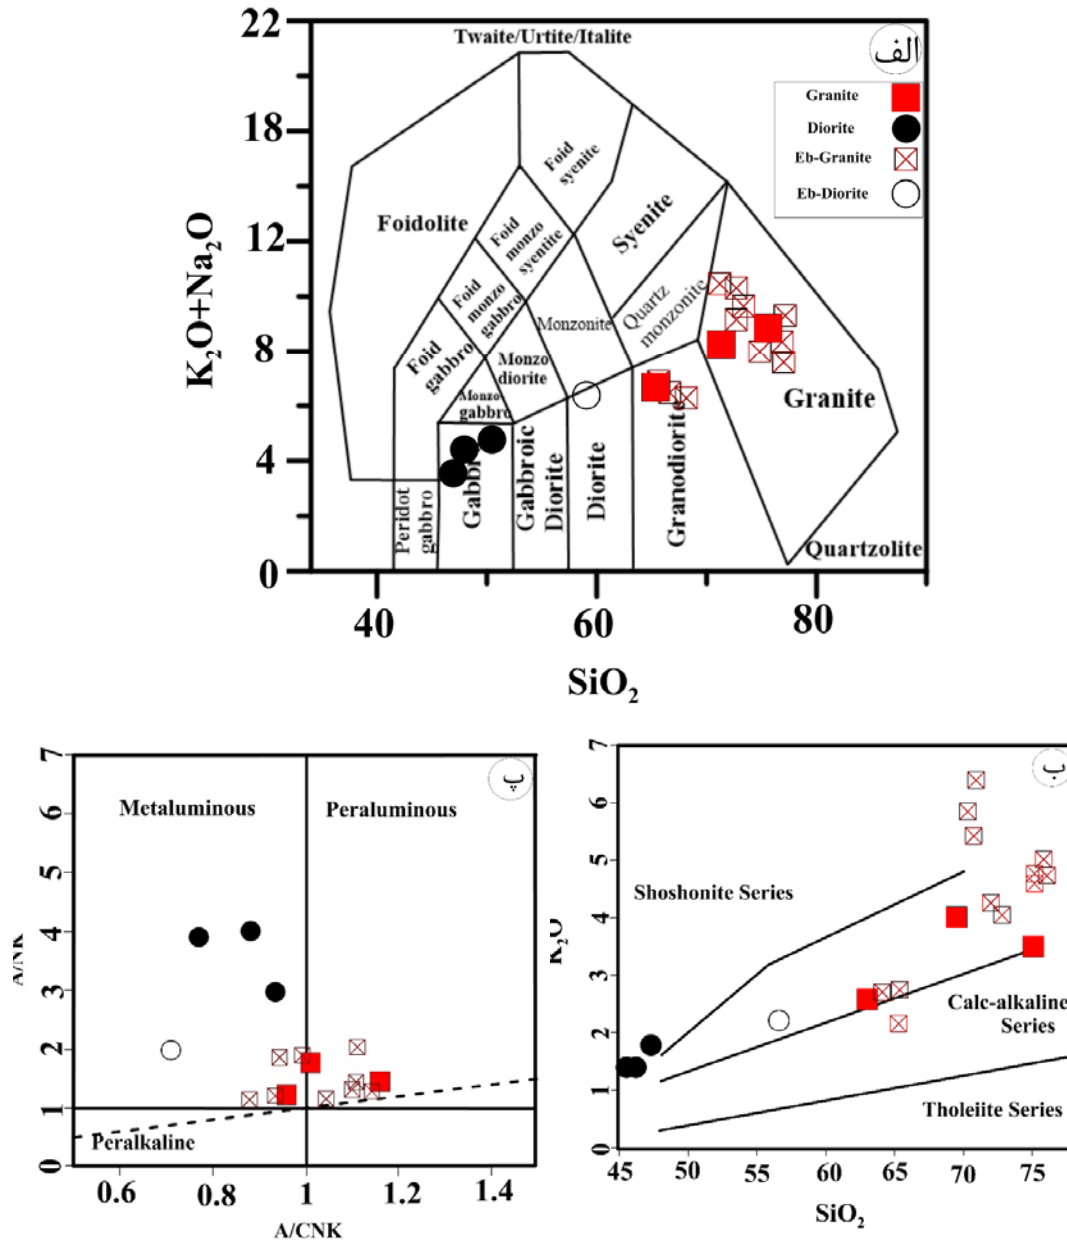 22
18
12
8
4
0
40
60
80
K₂O+Na₂O
SiO₂
الف
Granite
Diorite
Eb-Granite
Eb-Diorite
Twaite/Urtite/Italite
Foid
syenite
Foidolite
Foid
monzo
syentite
Syenite
Foid
monzo
gabbro
Quartz
monzonite
Monzonite
Foid
gabbro
Monzo
diorite
Monzo
gabbro
Granite
Peridot
gabbro
Gabbr
Gabbroic
Diorite
Diorite
Granodiorite
Quartzolite
7
6
5
4
3
2
1
0
0.6
0.8
1
1.2
1.4
A/NK
A/CNK
پ
Metaluminous
Peraluminous
Peralkaline
7
6
5
4
3
2
1
0
45
50
55
60
65
70
75
K₂O
SiO₂
ب
Shoshonite Series
Calc-alkaline
Series
Tholeiite Series